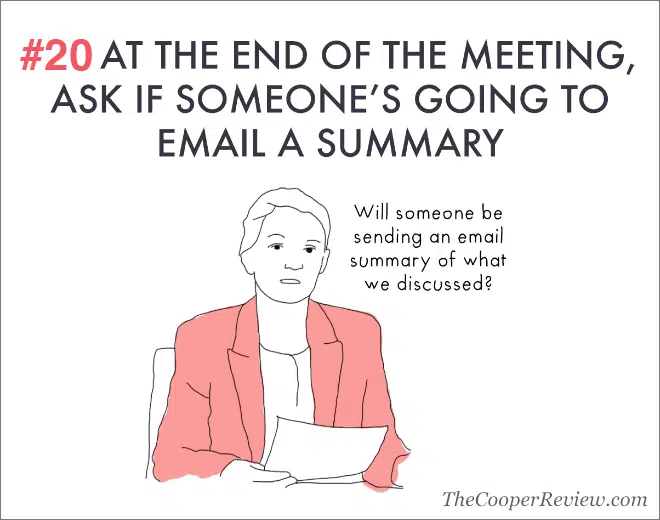 #20 AT THE END OF THE MEETING,
ASK IF SOMEONE'S GOING TO
EMAIL A SUMMARY
Will someone be
sending an email
summary of what
we discussed?
TheCooperReview.com